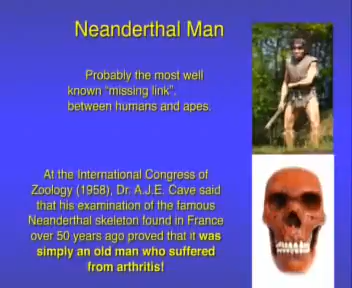 Neanderthal Man
Probably the most well
known "missing link",
between humans and apes.
At the International Congress of
Zoology (1958), Dr. A.J.E. Cave said
that his examination of the famous
Neanderthal skeleton found in France
over 50 years ago proved that it was
simply an old man who suffered
from arthritis!